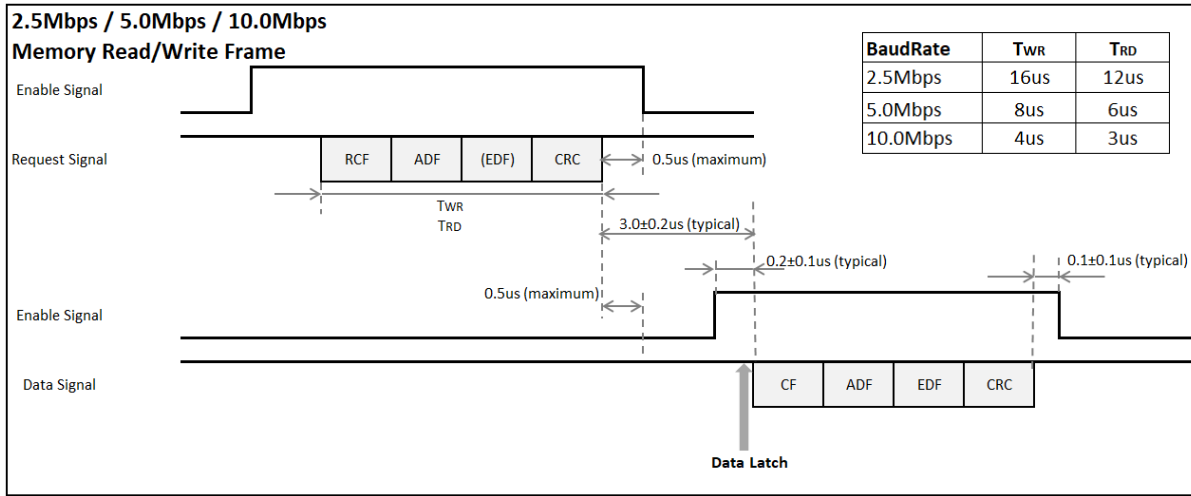 2.5Mbps / 5.0Mbps / 10.0Mbps
Memory Read/Write Frame
BaudRate TWR TRD
2.5Mbps 16us 12us
5.0Mbps 8us 6us
10.0Mbps 4us 3us
Enable Signal
Request Signal
RCF ADF (EDF) CRC
0.5us (maximum)
TWR
TRD
3.0±0.2us (typical)
0.2±0.1us (typical)
0.1±0.1us (typical)
0.5us (maximum)
Enable Signal
Data Signal
CF ADF EDF CRC
Data Latch